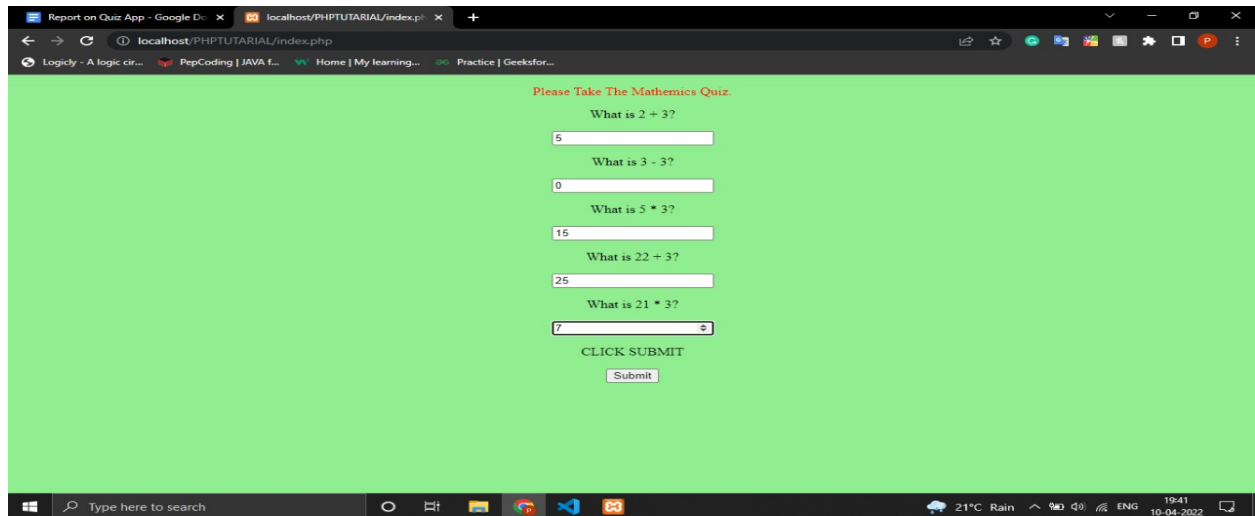 Report on Quiz App - Google Do
localhost/PHPTUTARIAL/index.ph
localhost/PHPTUTARIAL/index.php
P
Logicly - A logic cir...
PepCoding | JAVA f...
Home | My learning...
Practice | Geeksfor...
Please Take The Mathemics Quiz.
What is 2 + 3?
5
What is 3 - 3?
0
What is 5 * 3?
15
What is 22 + 3?
25
What is 21 * 3?
7
CLICK SUBMIT
Submit
Type here to search
21°C Rain
ENG
19:41
10-04-2022